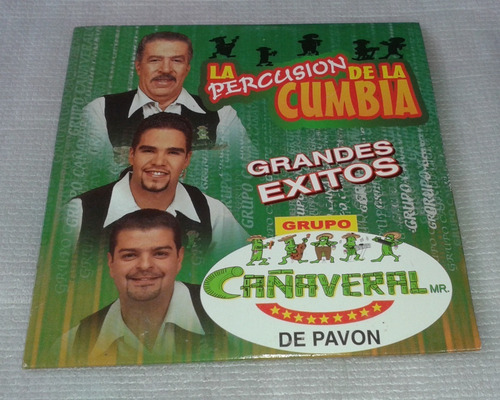 LA PERCUSION DE LA
CUMBIA
GRANDES
EXITOS
GRUPO
CAÑAVERAL MR.
DE PAVON